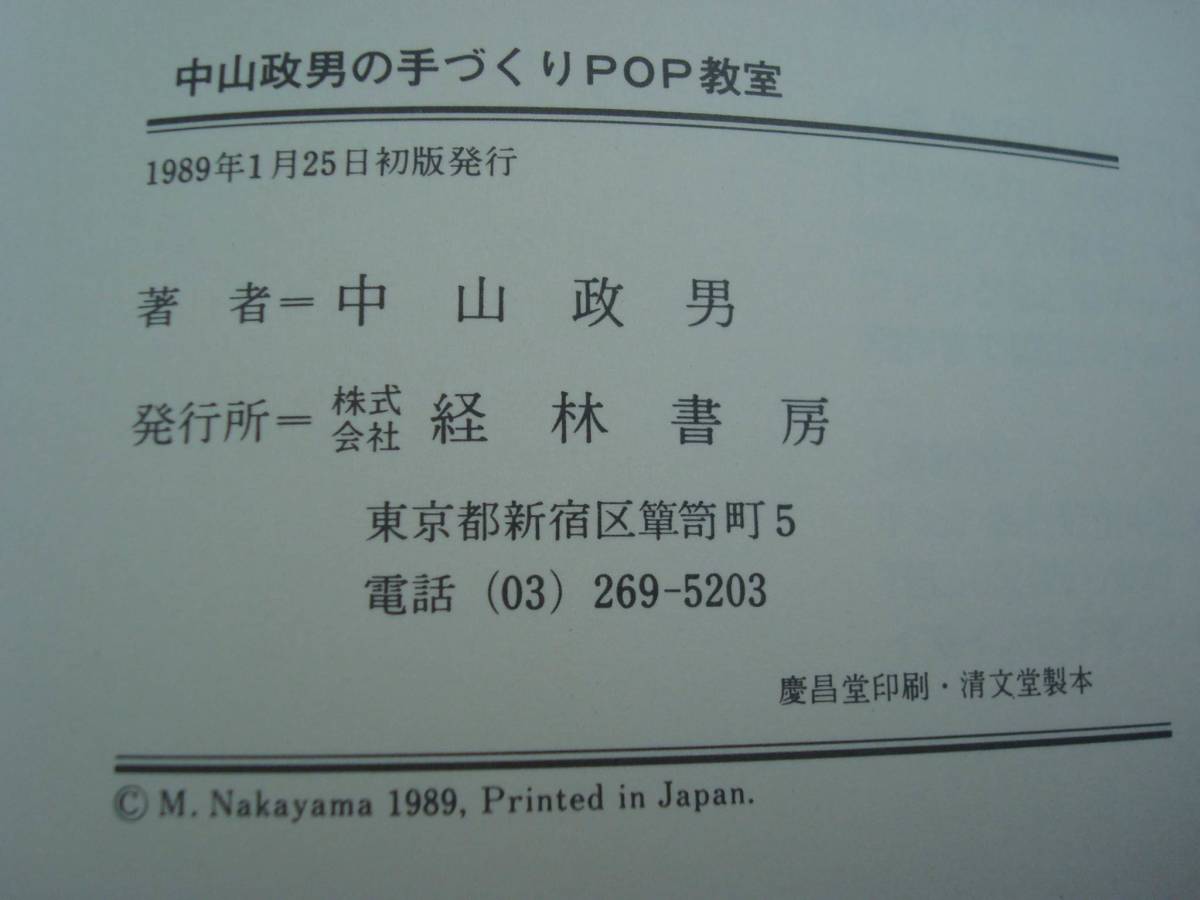 中山政男の手づくりPOP教室
1989年1月25日初版発行
著者=中山政男
発行所=株式会社 経林書房
東京都新宿区簞笥町5
電話 (03) 269-5203
慶昌堂印刷・清文堂製本
© M. Nakayama 1989, Printed in Japan.